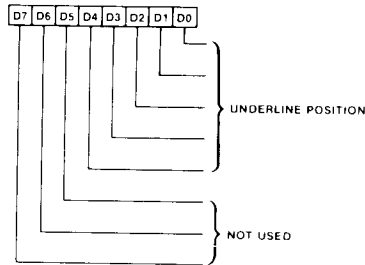 D7 D6 D5 D4 D3 D2 D1 D0
UNDERLINE POSITION
NOT USED